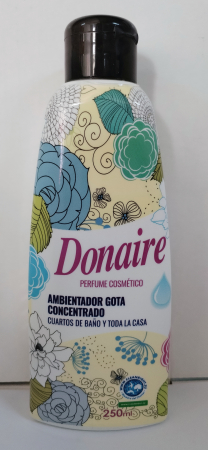 Donaire
PERFUME COSMÉTICO
AMBIENTADOR GOTA
CONCENTRADO
CUARTOS DE BAÑO Y TODA LA CASA
250ml